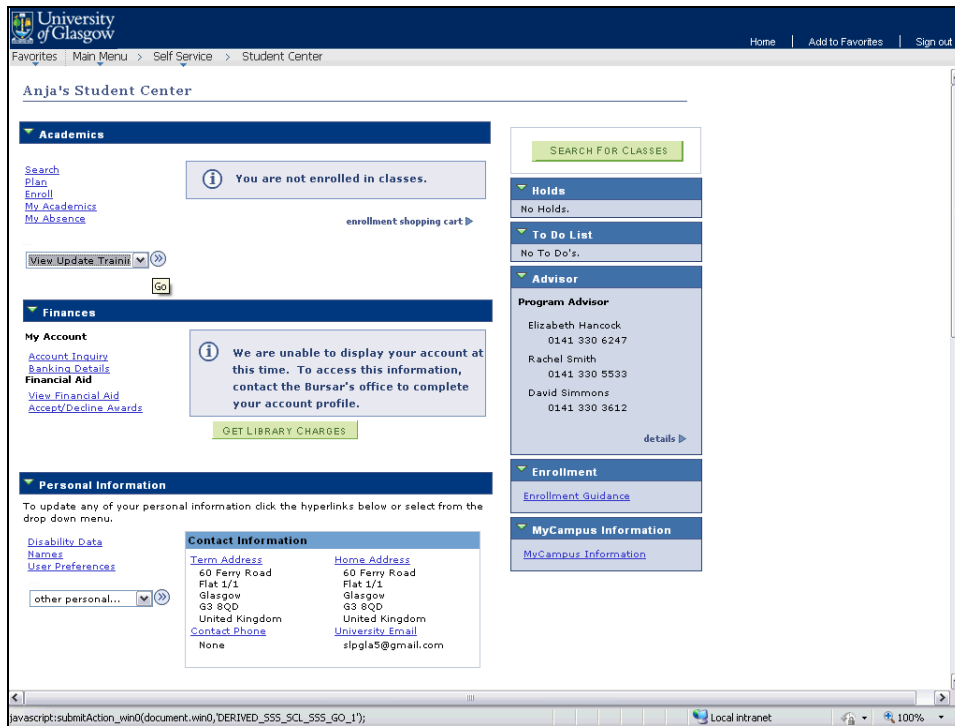 University
of Glasgow
Home | Add to Favorites | Sign out
Favorites Main Menu > Self Service > Student Center
Anja's Student Center
Academics
Search
Plan
Enroll
My Academics
My Absence
You are not enrolled in classes.
enrollment shopping cart
View Update Trainii
Go
Finances
My Account
Account Inquiry
Banking Details
Financial Aid
View Financial Aid
Accept/Decline Awards
We are unable to display your account at
this time. To access this information,
contact the Bursar's office to complete
your account profile.
GET LIBRARY CHARGES
Personal Information
To update any of your personal information click the hyperlinks below or select from the
drop down menu.
Disability Data
Names
User Preferences
other personal...
Contact Information
Term Address
60 Ferry Road
Flat 1/1
Glasgow
G3 8QD
United Kingdom
Contact Phone
None
Home Address
60 Ferry Road
Flat 1/1
Glasgow
G3 8QD
United Kingdom
University Email
slpgla5@gmail.com
SEARCH FOR CLASSES
Holds
No Holds.
To Do List
No To Do's.
Advisor
Program Advisor
Elizabeth Hancock
0141 330 6247
Rachel Smith
0141 330 5533
David Simmons
0141 330 3612
details
Enrollment
Enrollment Guidance
MyCampus Information
MyCampus Information
javascript:submitAction_win0(document.win0,'DERIVED_SSS_SCL_SSS_GO_1');
Local intranet
100%